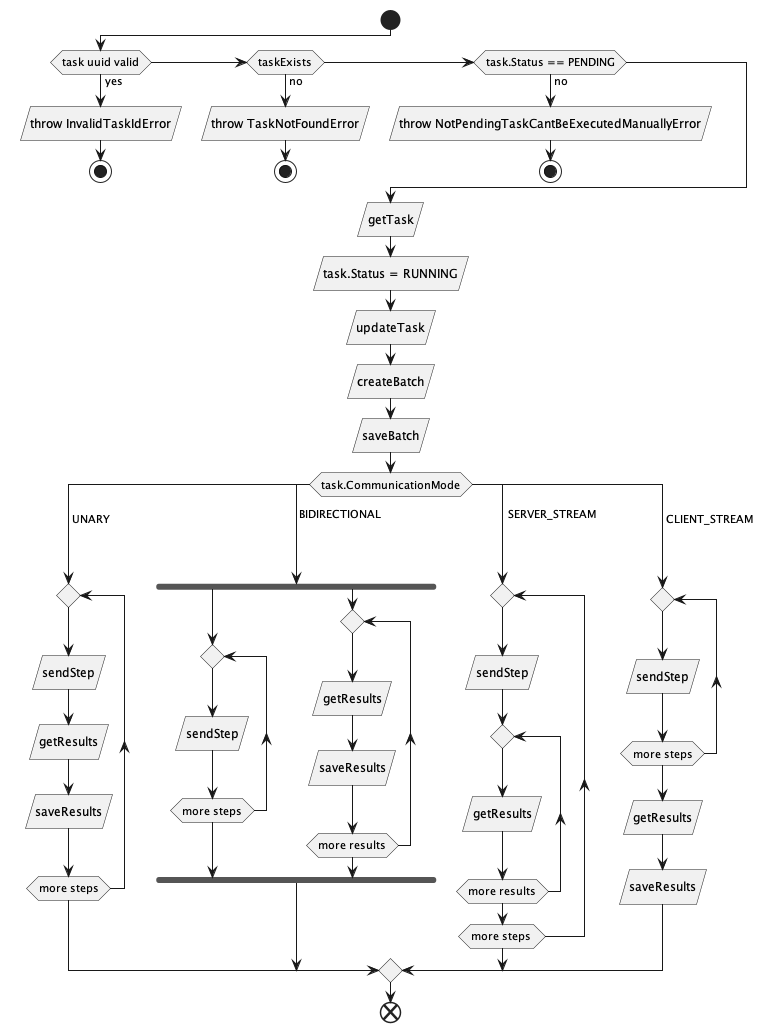 task uuid valid
taskExists
task.Status == PENDING
yes
no
no
throw InvalidTaskIdError
throw TaskNotFoundError
throw NotPendingTaskCantBeExecutedManuallyError
getTask
task.Status = RUNNING
updateTask
createBatch
saveBatch
task.CommunicationMode
UNARY
BIDIRECTIONAL
SERVER_STREAM
CLIENT_STREAM
sendStep
getResults
saveResults
more steps
sendStep
more steps
getResults
saveResults
more results
sendStep
getResults
more results
more steps
sendStep
more steps
getResults
saveResults